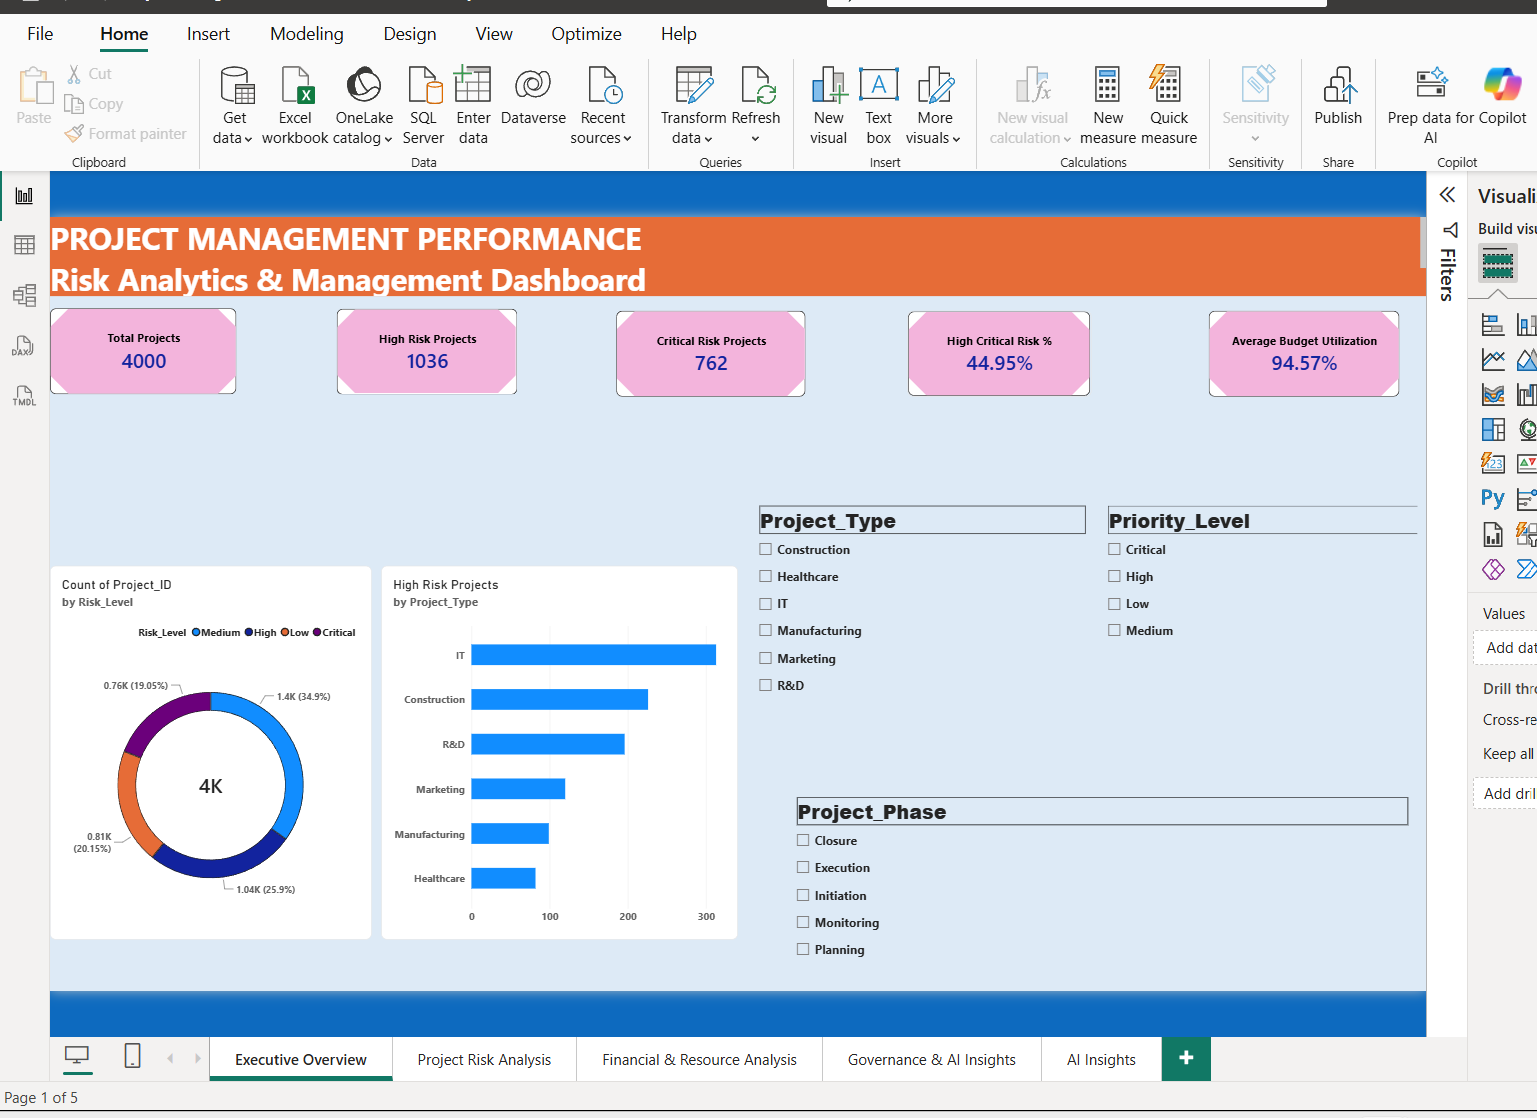 File Home Insert Modeling Design View Optimize Help
Paste
Cut
Copy
Format painter
Clipboard
Get data
Excel workbook
OneLake catalog
SQL Server
Enter data
Dataverse
Recent sources
Data
Transform data
Refresh
Queries
New visual
Text box
More visuals
Insert
New visual calculation
New measure
Quick measure
Calculations
Sensitivity
Sensitivity
Publish
Share
Prep data for AI
Copilot
Copilot
DAX
TMDL
PROJECT MANAGEMENT PERFORMANCE
Risk Analytics & Management Dashboard
Total Projects
4000
High Risk Projects
1036
Critical Risk Projects
762
High Critical Risk %
44.95%
Average Budget Utilization
94.57%
Count of Project_ID
by Risk_Level
Risk_Level Medium High Low Critical
0.76K (19.05%)
1.4K (34.9%)
4K
0.81K
(20.15%)
1.04K (25.9%)
High Risk Projects
by Project_Type
IT
Construction
R&D
Marketing
Manufacturing
Healthcare
0 100 200 300
Project_Type
Construction
Healthcare
IT
Manufacturing
Marketing
R&D
Priority_Level
Critical
High
Low
Medium
Project_Phase
Closure
Execution
Initiation
Monitoring
Planning
Filters
Visuali
Build visu
123
Py
Values
Add dat
Drill thro
Cross-re
Keep all
Add dril
Executive Overview
Project Risk Analysis
Financial & Resource Analysis
Governance & AI Insights
AI Insights
Page 1 of 5